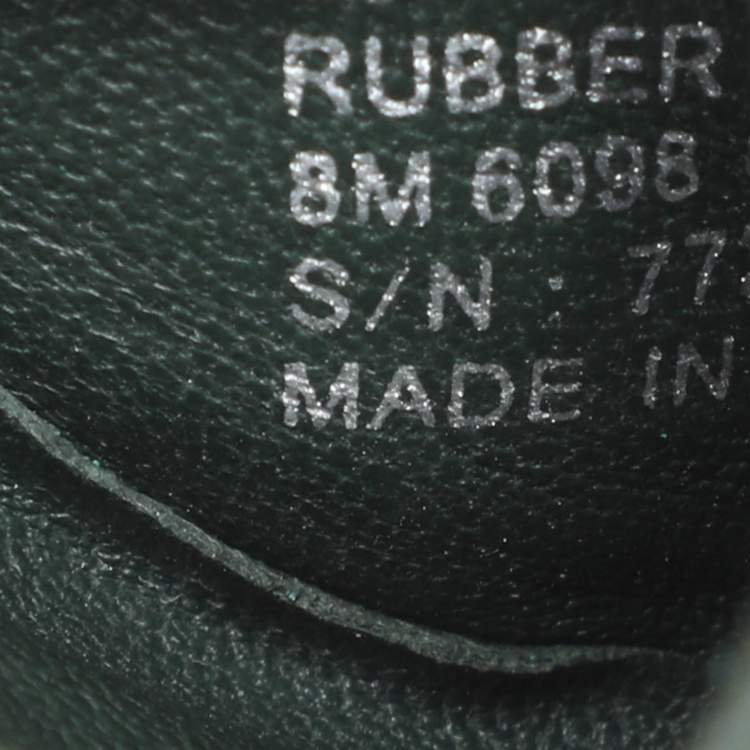 RUBBER
8M 6098
S/N : 77
MADE IN